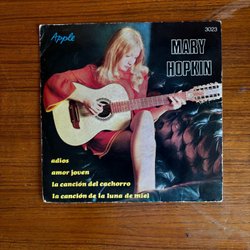 Apple
3023
MARY
HOPKIN
adios
amor joven
la canción del cachorro
la canción de la luna de miel